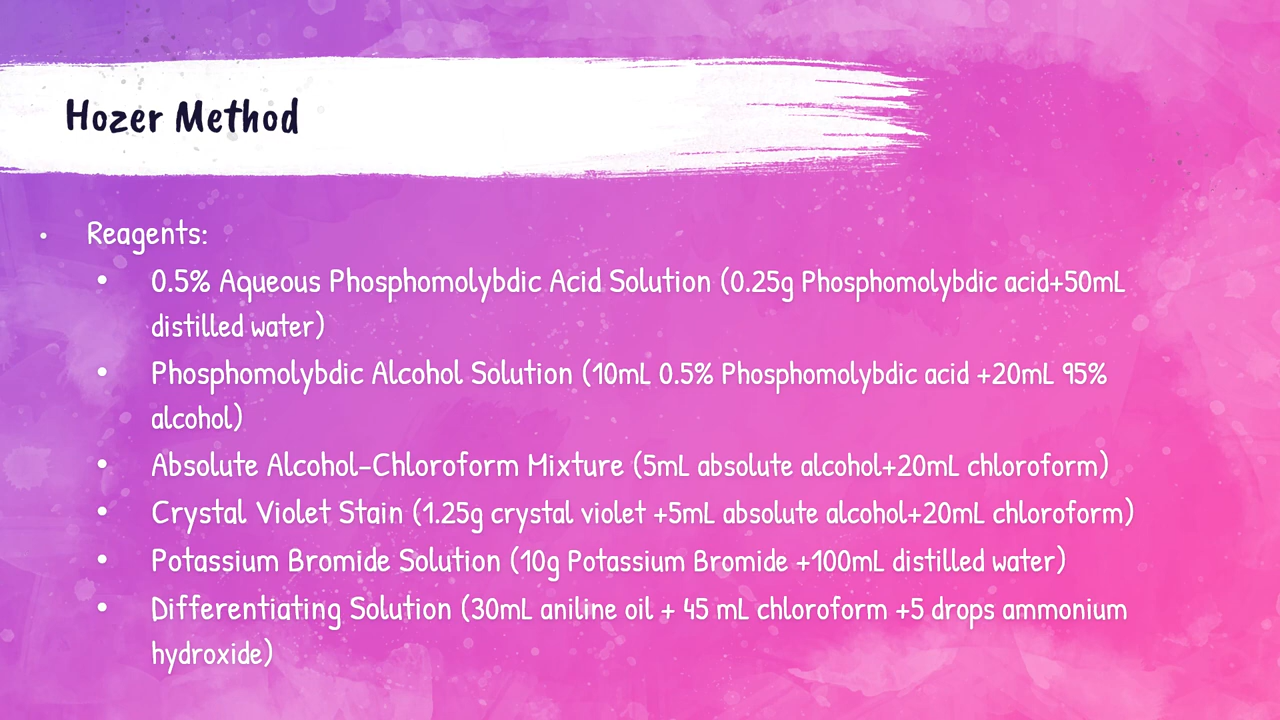 Hozer Method
• Reagents:
• 0.5% Aqueous Phosphomolybdic Acid Solution (0.25g Phosphomolybdic acid+50mL
distilled water)
• Phosphomolybdic Alcohol Solution (10mL 0.5% Phosphomolybdic acid +20mL 95%
alcohol)
• Absolute Alcohol-Chloroform Mixture (5mL absolute alcohol+20mL chloroform)
• Crystal Violet Stain (1.25g crystal violet +5mL absolute alcohol+20mL chloroform)
• Potassium Bromide Solution (10g Potassium Bromide +100mL distilled water)
• Differentiating Solution (30mL aniline oil + 45 mL chloroform +5 drops ammonium
hydroxide)